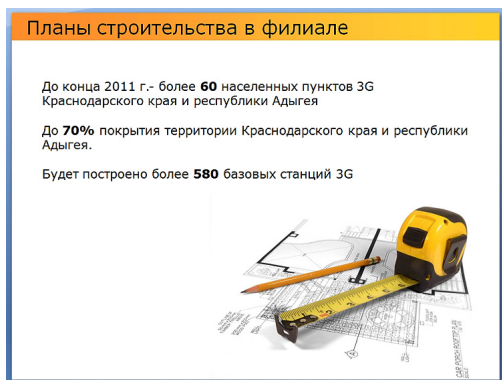 Планы строительства в филиале
До конца 2011 г.- более 60 населенных пунктов 3G
Краснодарского края и республики Адыгея
До 70% покрытия территории Краснодарского края и республики
Адыгея.
Будет построено более 580 базовых станций 3G